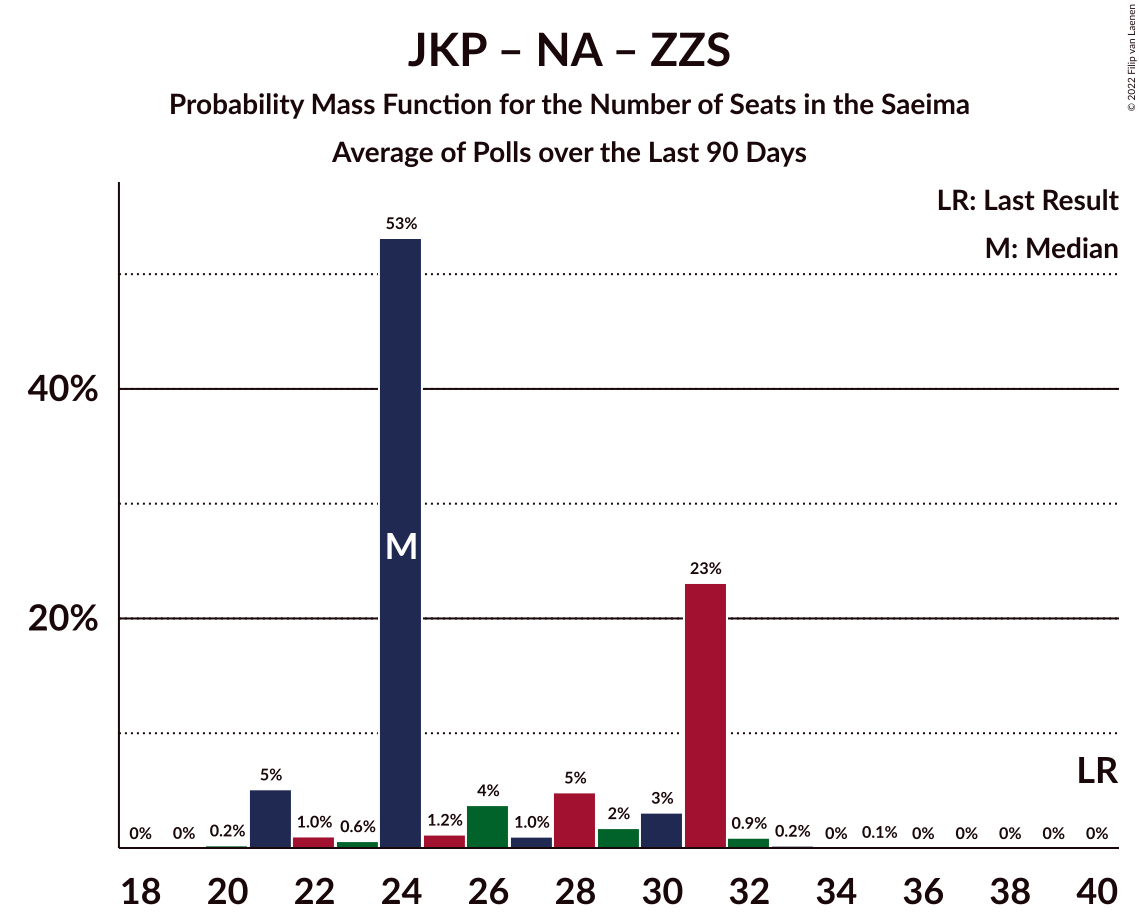 JKP – NA – ZZS
Probability Mass Function for the Number of Seats in the Saeima
Average of Polls over the Last 90 Days
© 2022 Filip van Laenen
LR: Last Result
M: Median
40%
20%
0%
0%
0.2%
5%
1.0%
0.6%
53%
M
1.2%
4%
1.0%
5%
2%
3%
23%
0.9%
0.2%
0%
0.1%
0%
0%
0%
0%
0%
LR
18 20 22 24 26 28 30 32 34 36 38 40